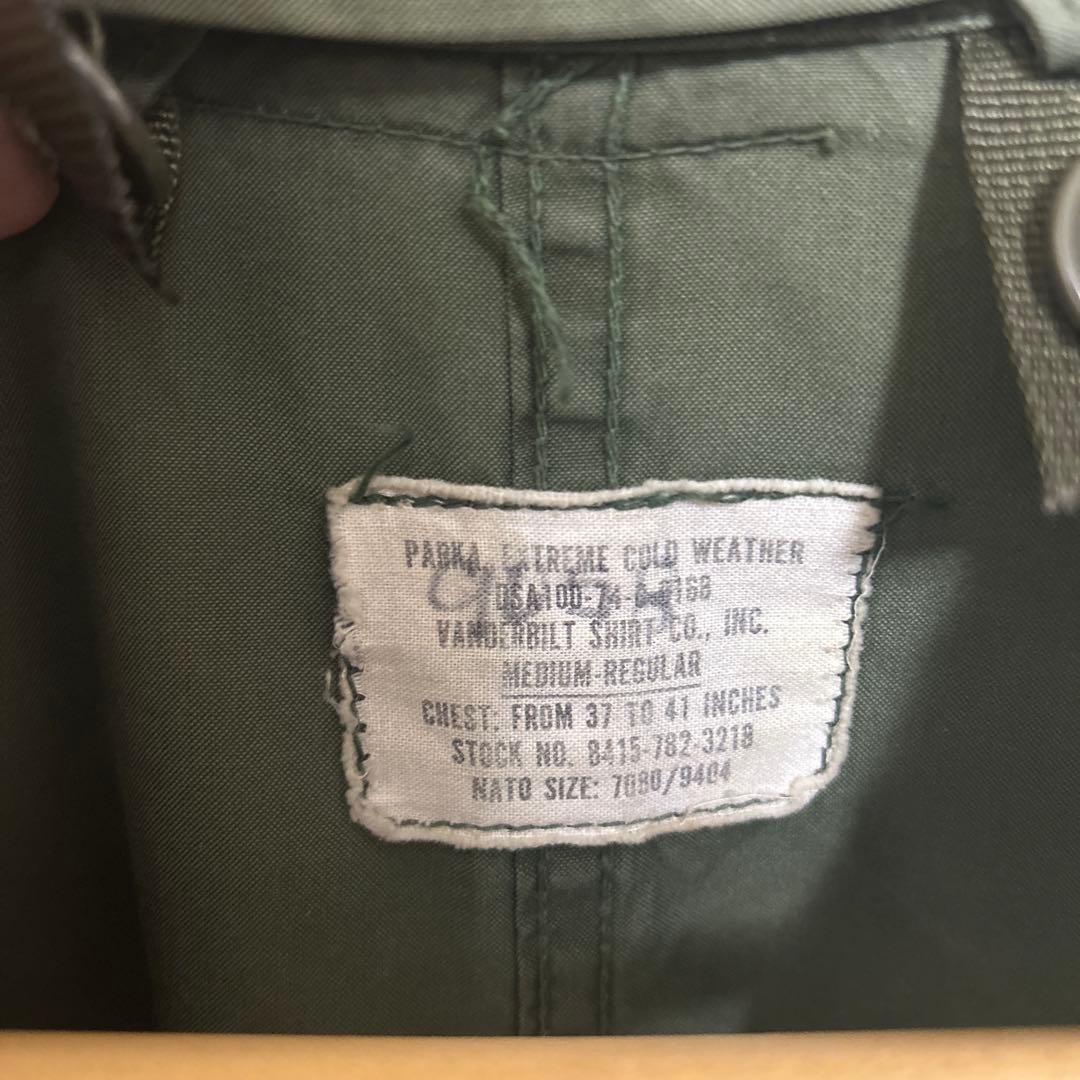 PARKA, EXTREME COLD WEATHER
DSA100-74-C-0168
VANDERBILT SHIRT CO., INC.
MEDIUM-REGULAR
CHEST: FROM 37 TO 41 INCHES
STOCK NO. 8415-782-3218
NATO SIZE: 7080/9404